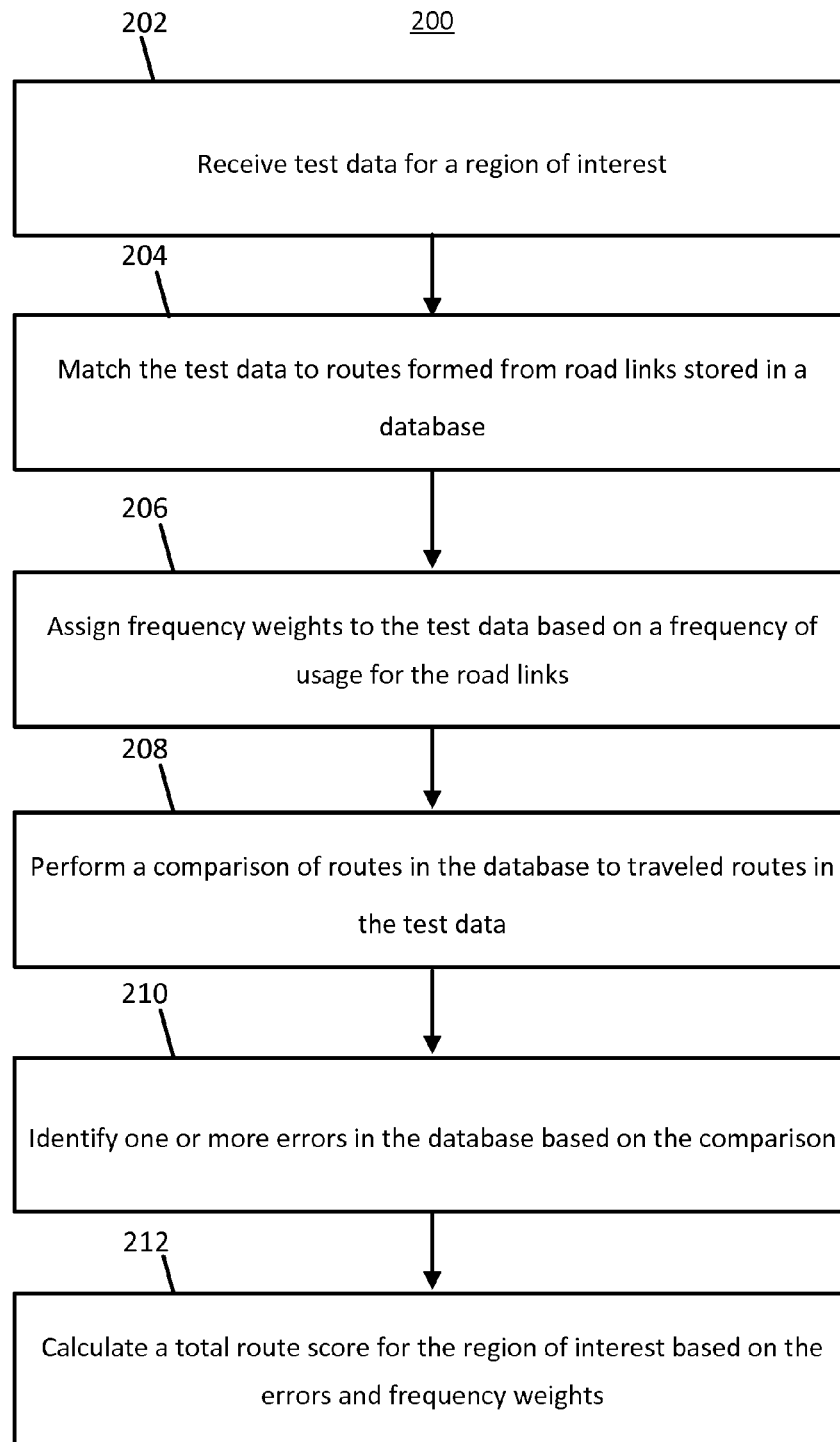 202
200
Receive test data for a region of interest
204
Match the test data to routes formed from road links stored in a
database
206
Assign frequency weights to the test data based on a frequency of
usage for the road links
208
Perform a comparison of routes in the database to traveled routes in
the test data
210
Identify one or more errors in the database based on the comparison
212
Calculate a total route score for the region of interest based on the
errors and frequency weights